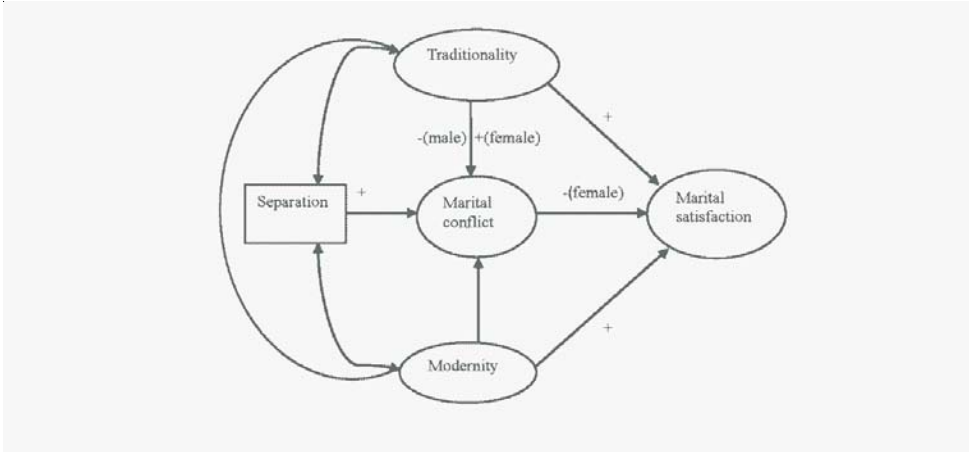 Traditionality
+
-(male) +(female)
Separation
+
Marital
conflict
-(female)
Marital
satisfaction
+
Modernity